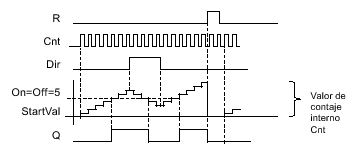 R
Cnt
Dir
On=Off=5
StartVal
Q
Valor de
contaje
interno
Cnt